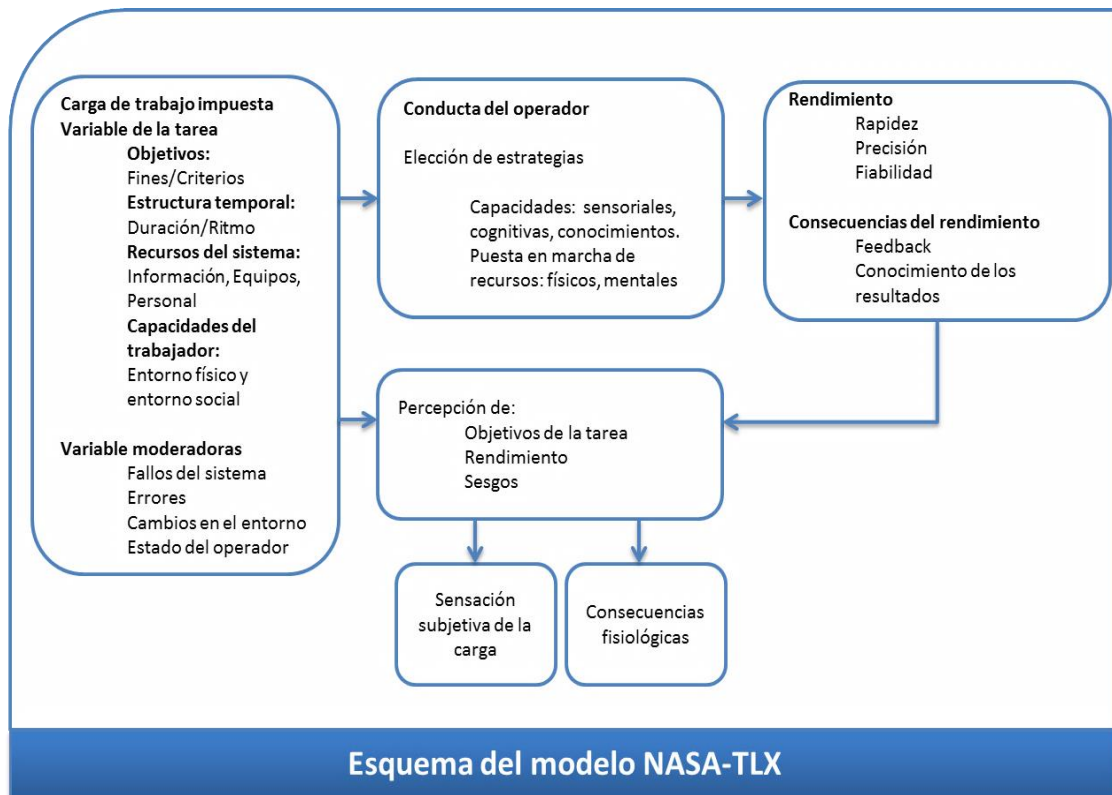 Carga de trabajo impuesta
Variable de la tarea
Objetivos:
Fines/Criterios
Estructura temporal:
Duración/Ritmo
Recursos del sistema:
Información, Equipos,
Personal
Capacidades del
trabajador:
Entorno físico y
entorno social
Variable moderadoras
Fallos del sistema
Errores
Cambios en el entorno
Estado del operador
Conducta del operador
Elección de estrategias
Capacidades: sensoriales,
cognitivas, conocimientos.
Puesta en marcha de
recursos: físicos, mentales
Rendimiento
Rapidez
Precisión
Fiabilidad
Consecuencias del rendimiento
Feedback
Conocimiento de los
resultados
Percepción de:
Objetivos de la tarea
Rendimiento
Sesgos
Sensación
subjetiva de la
carga
Consecuencias
fisiológicas
Esquema del modelo NASA-TLX